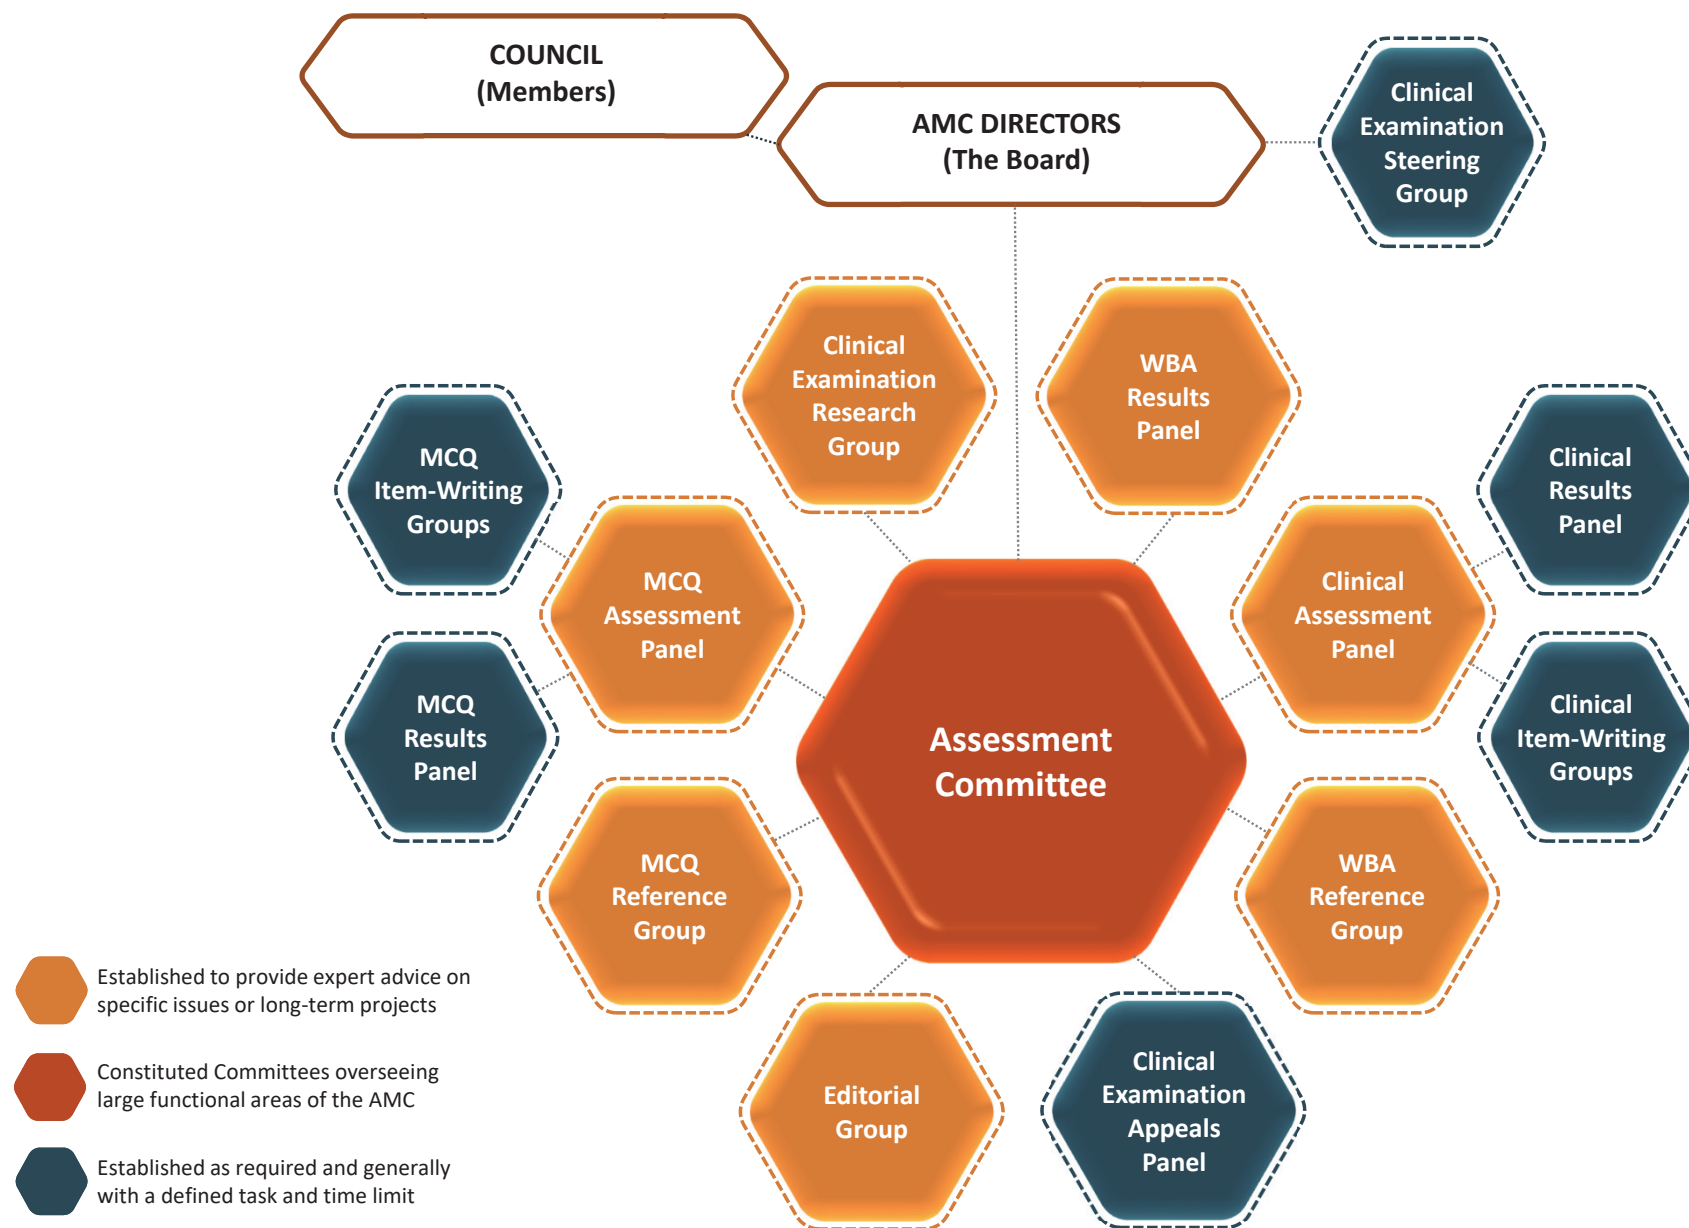 COUNCIL
(Members)
AMC DIRECTORS
(The Board)
Clinical
Examination
Steering
Group
Clinical
Examination
Research
Group
WBA
Results
Panel
MCQ
Item-Writing
Groups
Clinical
Results
Panel
MCQ
Assessment
Panel
Clinical
Assessment
Panel
MCQ
Results
Panel
Assessment
Committee
Clinical
Item-Writing
Groups
MCQ
Reference
Group
WBA
Reference
Group
Editorial
Group
Clinical
Examination
Appeals
Panel
Established to provide expert advice on
specific issues or long-term projects
Constituted Committees overseeing
large functional areas of the AMC
Established as required and generally
with a defined task and time limit